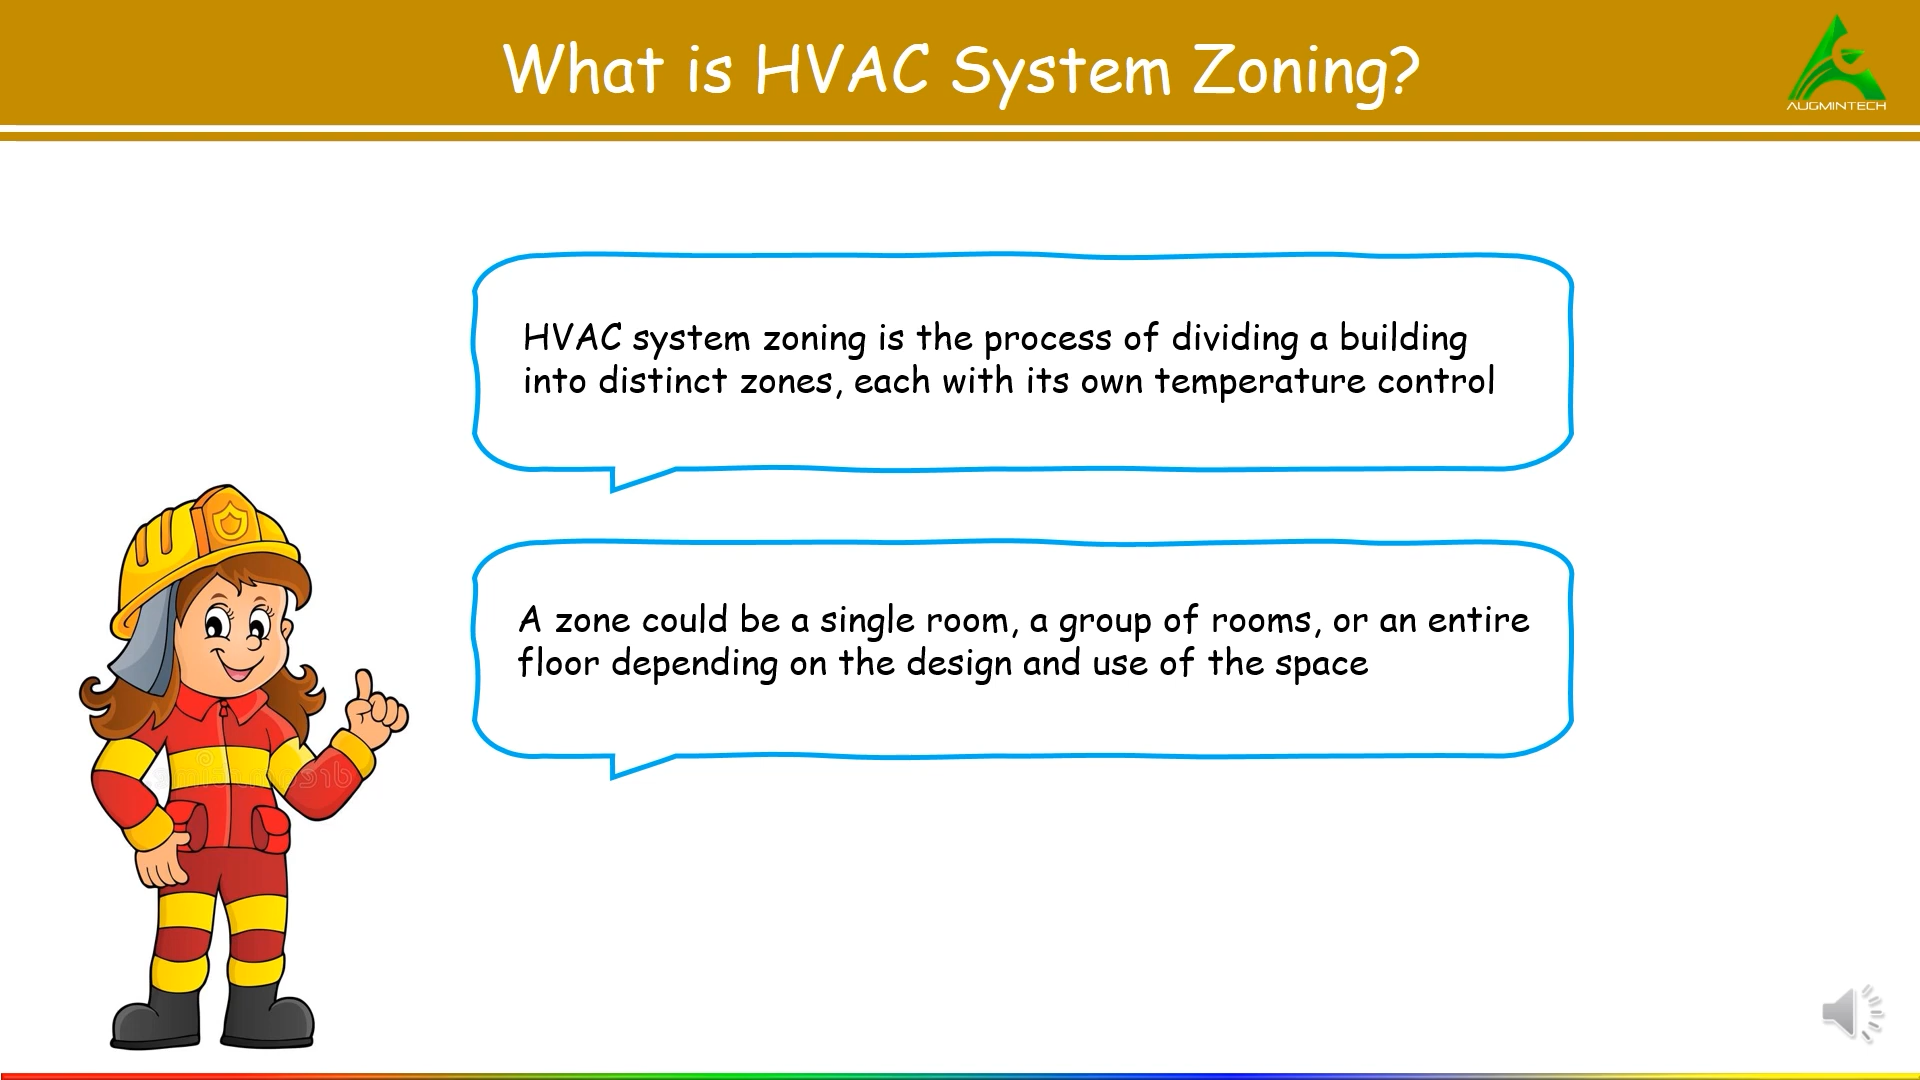 What is HVAC System Zoning?
AUGMINTECH
HVAC system zoning is the process of dividing a building
into distinct zones, each with its own temperature control
A zone could be a single room, a group of rooms, or an entire
floor depending on the design and use of the space